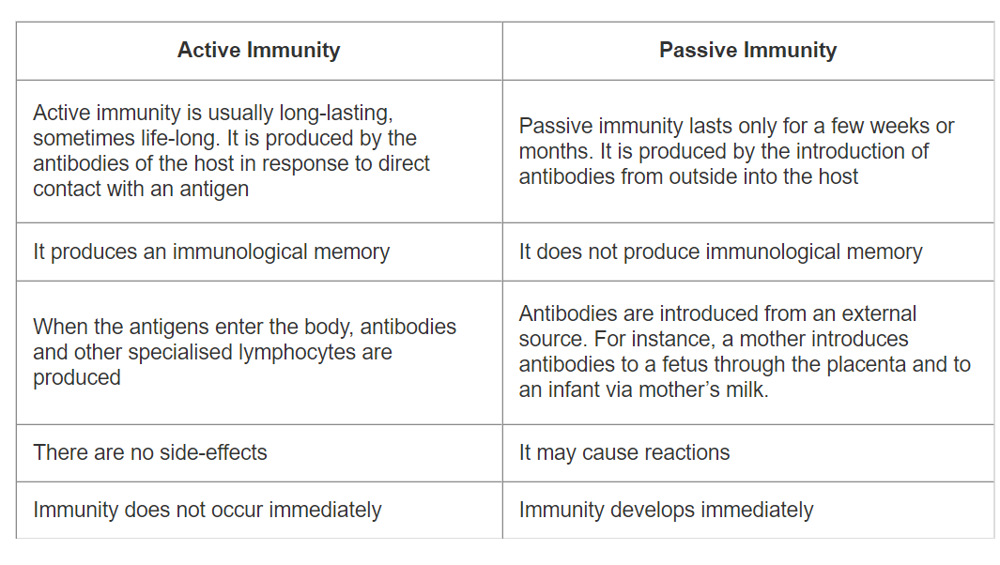 Active Immunity
Passive Immunity
Active immunity is usually long-lasting,
sometimes life-long. It is produced by the
antibodies of the host in response to direct
contact with an antigen
Passive immunity lasts only for a few weeks or
months. It is produced by the introduction of
antibodies from outside into the host
It produces an immunological memory
It does not produce immunological memory
When the antigens enter the body, antibodies
and other specialised lymphocytes are
produced
Antibodies are introduced from an external
source. For instance, a mother introduces
antibodies to a fetus through the placenta and to
an infant via mother’s milk.
There are no side-effects
It may cause reactions
Immunity does not occur immediately
Immunity develops immediately